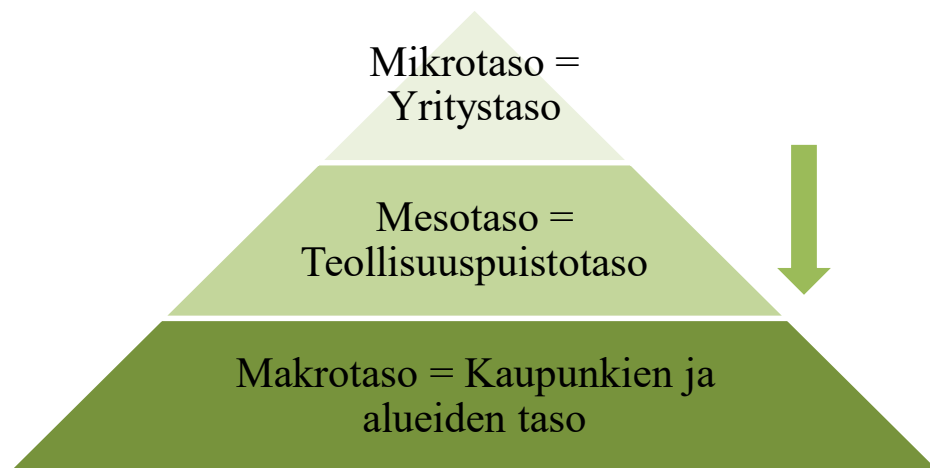 Mikrotaso =
Yritystaso
Mesotaso =
Teollisuuspuistotaso
Makrotaso = Kaupunkien ja
alueiden taso